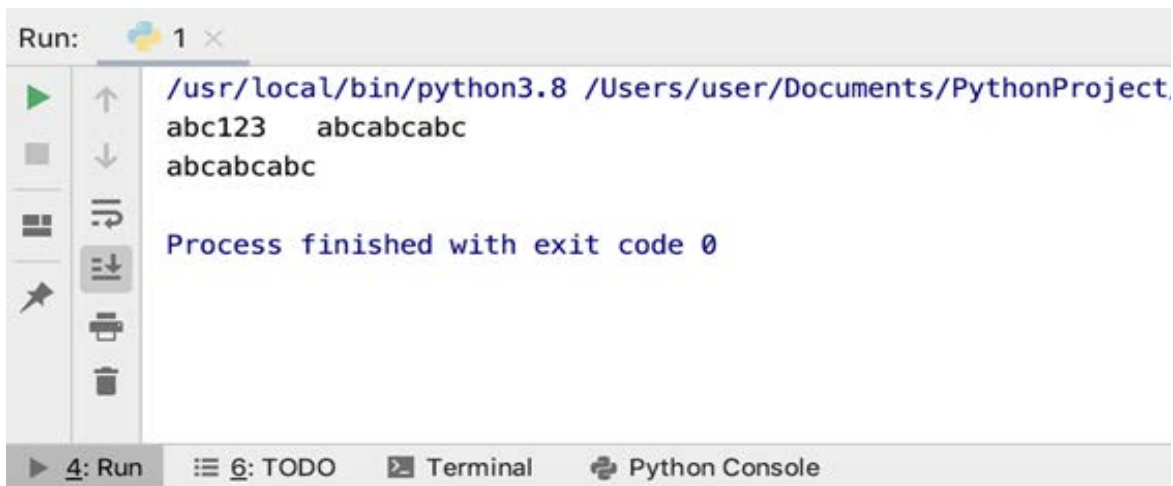 Run: 1
/usr/local/bin/python3.8 /Users/user/Documents/PythonProject/
abc123   abcabcabc
abcabcabc
Process finished with exit code 0
4: Run 6: TODO Terminal Python Console